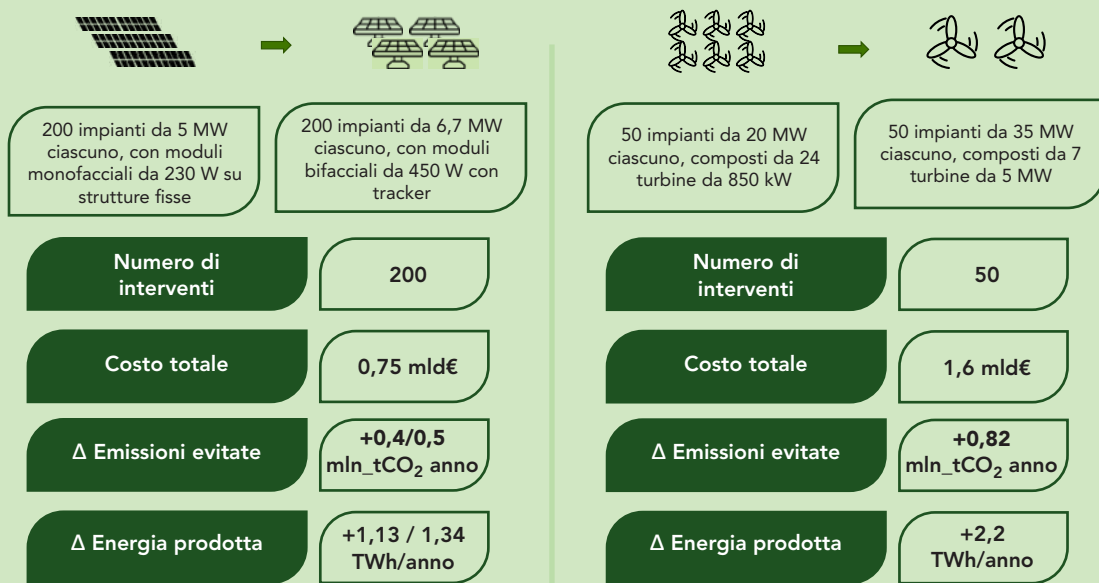 200 impianti da 5 MW
ciascuno, con moduli
monofacciali da 230 W su
strutture fisse
200 impianti da 6,7 MW
ciascuno, con moduli
bifacciali da 450 W con
tracker
Numero di
interventi
200
Costo totale
0,75 mld€
Δ Emissioni evitate
+0,4/0,5
mln_tCO₂ anno
Δ Energia prodotta
+1,13 / 1,34
TWh/anno
50 impianti da 20 MW
ciascuno, composti da 24
turbine da 850 kW
50 impianti da 35 MW
ciascuno, composti da 7
turbine da 5 MW
Numero di
interventi
50
Costo totale
1,6 mld€
Δ Emissioni evitate
+0,82
mln_tCO₂ anno
Δ Energia prodotta
+2,2
TWh/anno